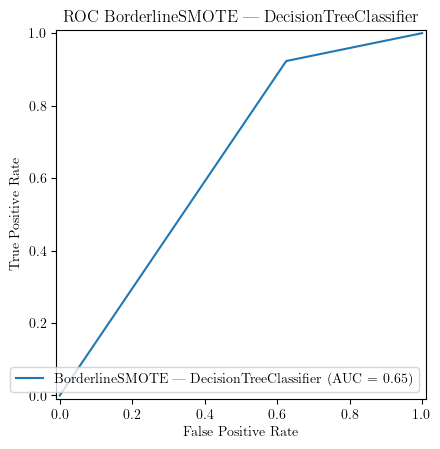 ROC BorderlineSMOTE — DecisionTreeClassifier
1.0
0.8
0.6
0.4
0.2
0.0
True Positive Rate
BorderlineSMOTE — DecisionTreeClassifier (AUC = 0.65)
0.0 0.2 0.4 0.6 0.8 1.0
False Positive Rate